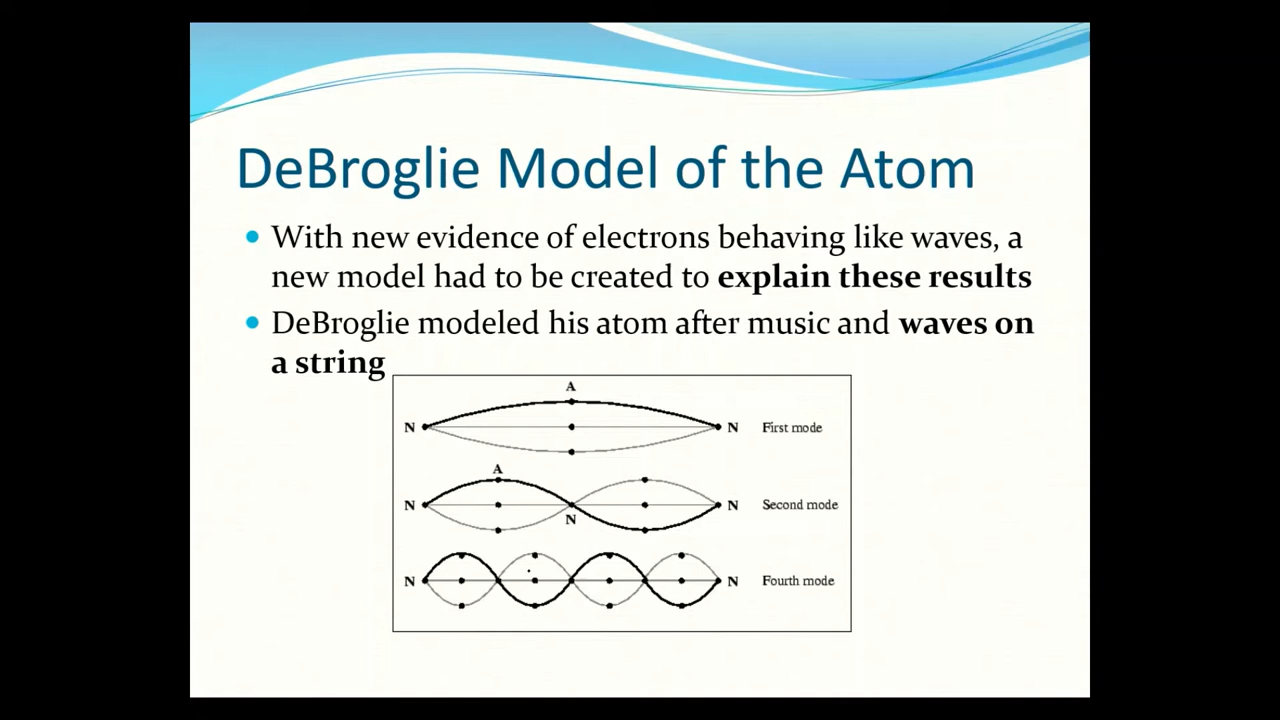 DeBroglie Model of the Atom
With new evidence of electrons behaving like waves, a
new model had to be created to explain these results
DeBroglie modeled his atom after music and waves on
a string
A
N N First mode
A
N N Second mode
N
N N Fourth mode